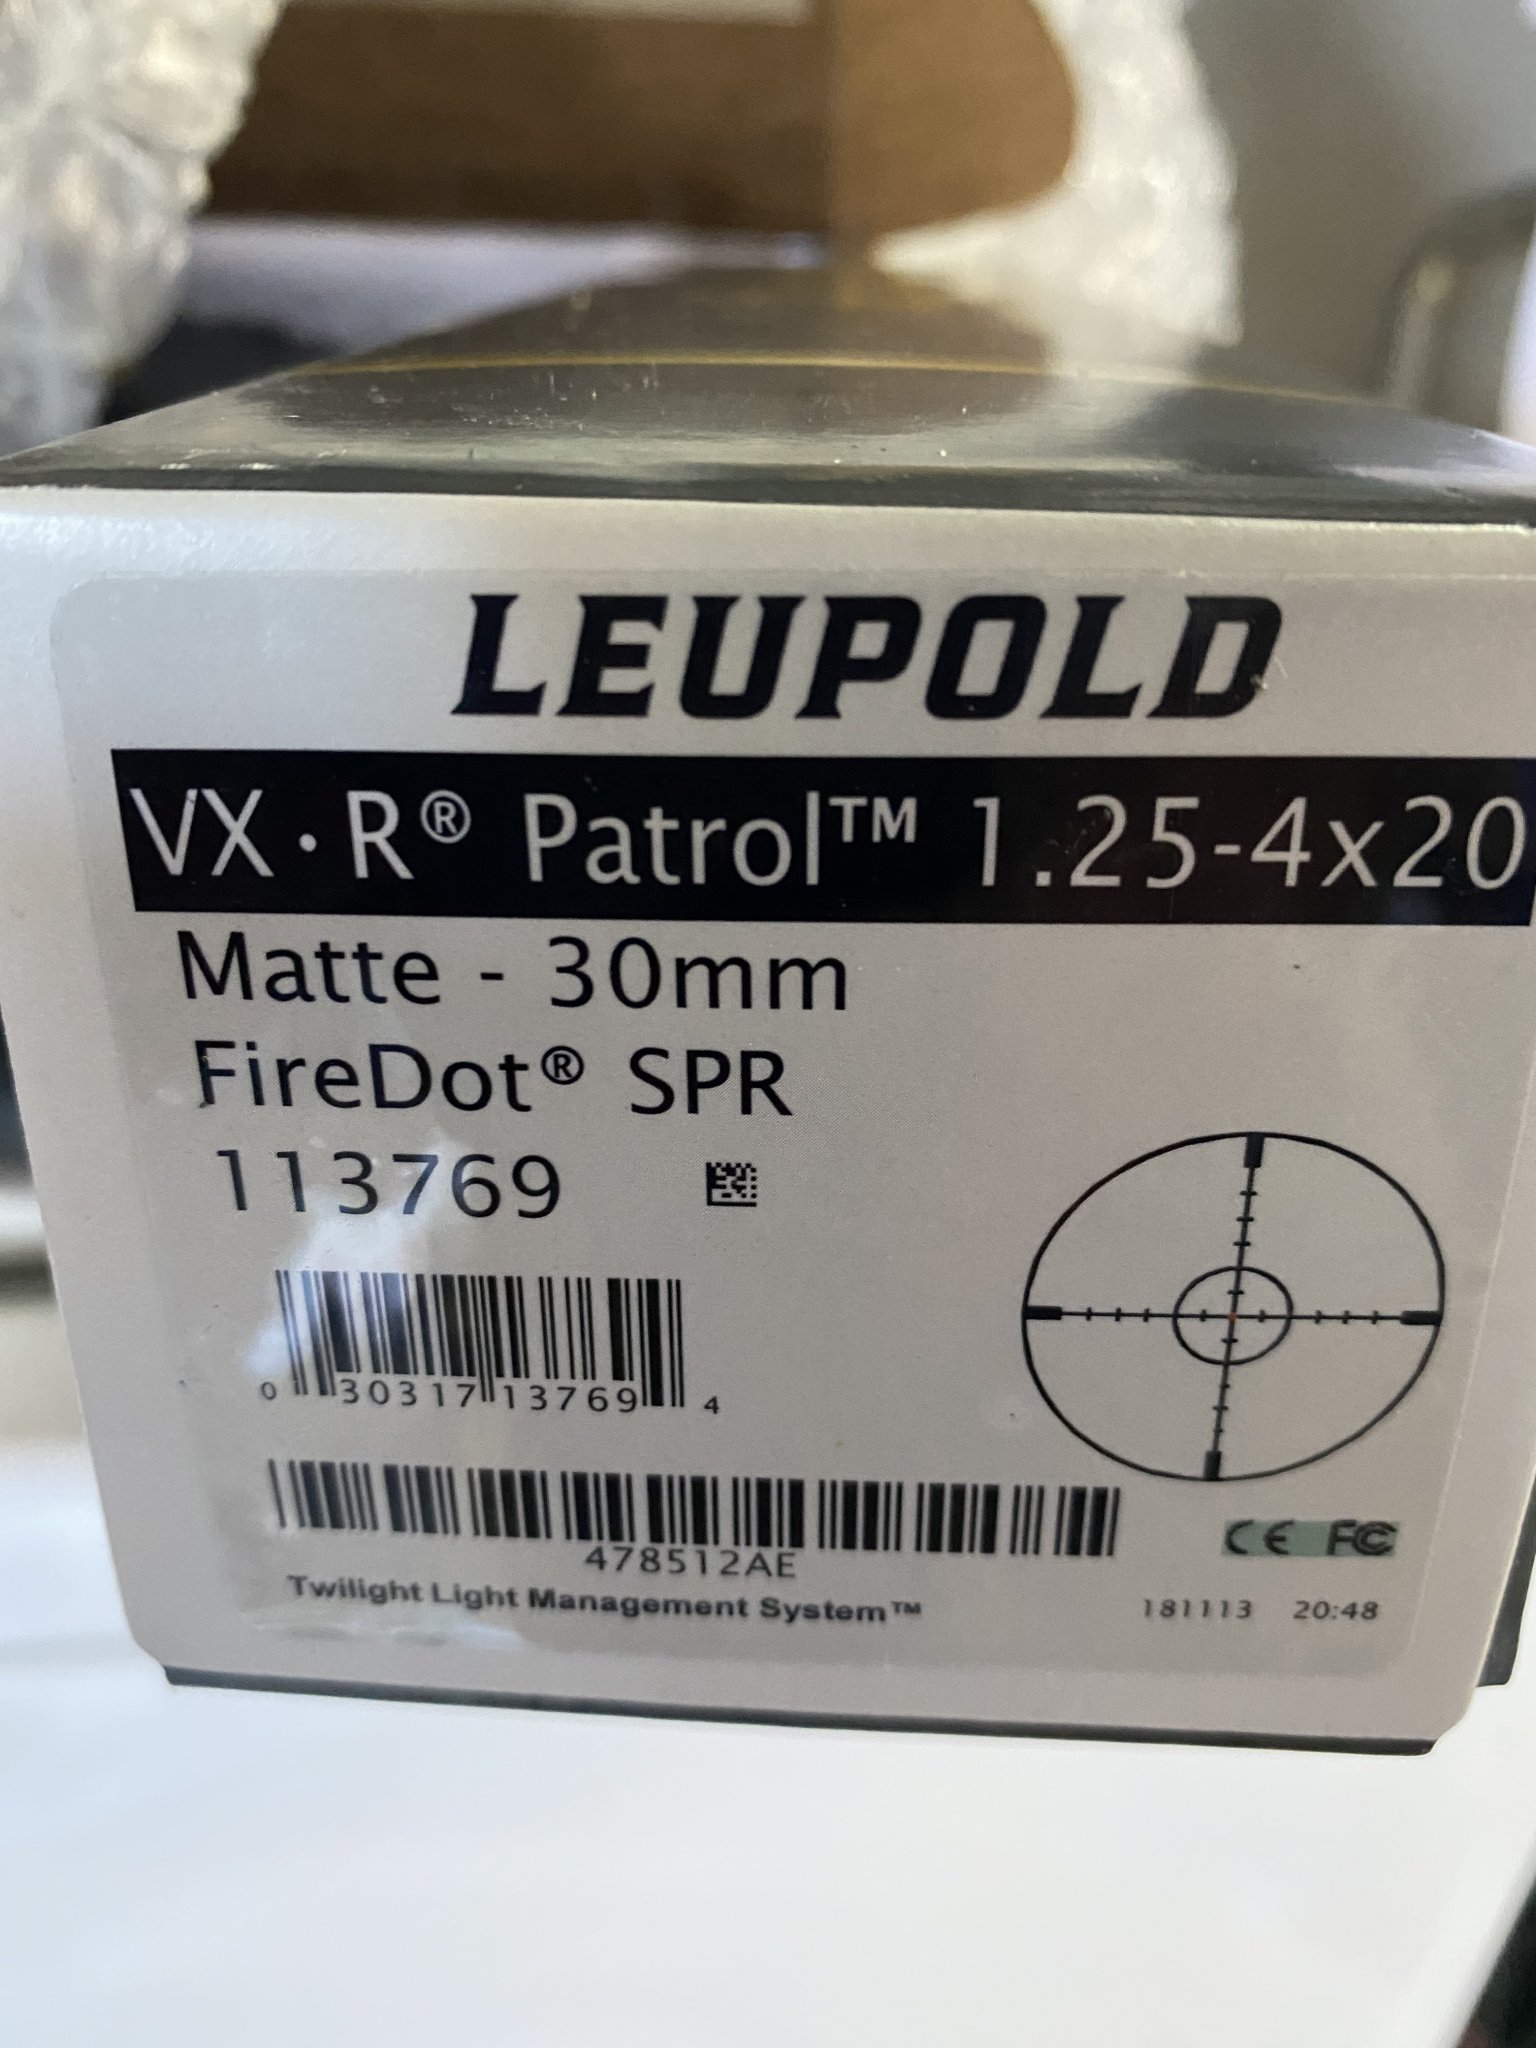 LEUPOLD
VX·R® Patrol™ 1.25-4x20
Matte - 30mm
FireDot® SPR
113769
0 30317 13769 4
478512AE
CE FC
Twilight Light Management System™
181113 20:48